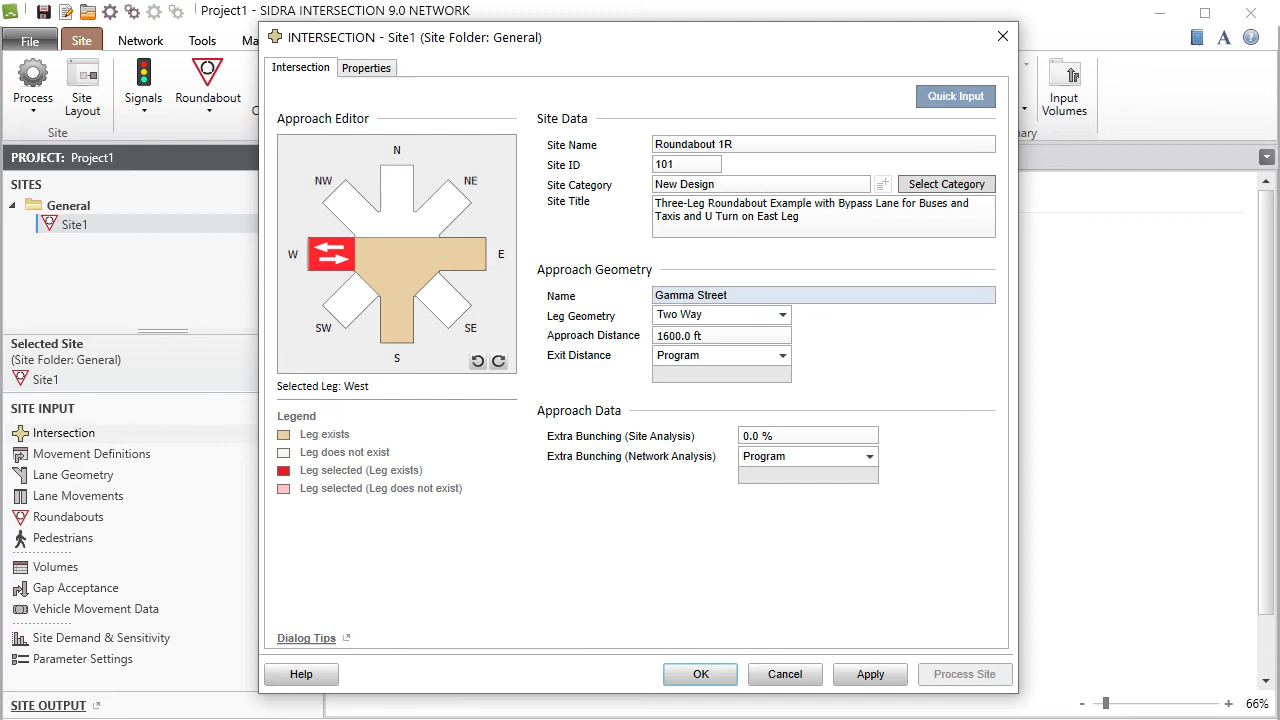 Project1 - SIDRA INTERSECTION 9.0 NETWORK
File
Site
Network
Tools
Process
Site
Layout
Signals
Roundabout
Site
Input
Volumes
PROJECT: Project1
SITES
General
Site1
Selected Site
(Site Folder: General)
Site1
SITE INPUT
Intersection
Movement Definitions
Lane Geometry
Lane Movements
Roundabouts
Pedestrians
Volumes
Gap Acceptance
Vehicle Movement Data
Site Demand & Sensitivity
Parameter Settings
SITE OUTPUT
INTERSECTION - Site1 (Site Folder: General)
Intersection
Properties
Quick Input
Approach Editor
N
NW
NE
W
E
SW
SE
S
Selected Leg: West
Legend
Leg exists
Leg does not exist
Leg selected (Leg exists)
Leg selected (Leg does not exist)
Site Data
Site Name Roundabout 1R
Site ID 101
Site Category New Design Select Category
Site Title Three-Leg Roundabout Example with Bypass Lane for Buses and
Taxis and U Turn on East Leg
Approach Geometry
Name Gamma Street
Leg Geometry Two Way
Approach Distance 1600.0 ft
Exit Distance Program
Approach Data
Extra Bunching (Site Analysis) 0.0 %
Extra Bunching (Network Analysis) Program
Dialog Tips
Help
OK
Cancel
Apply
Process Site
66%